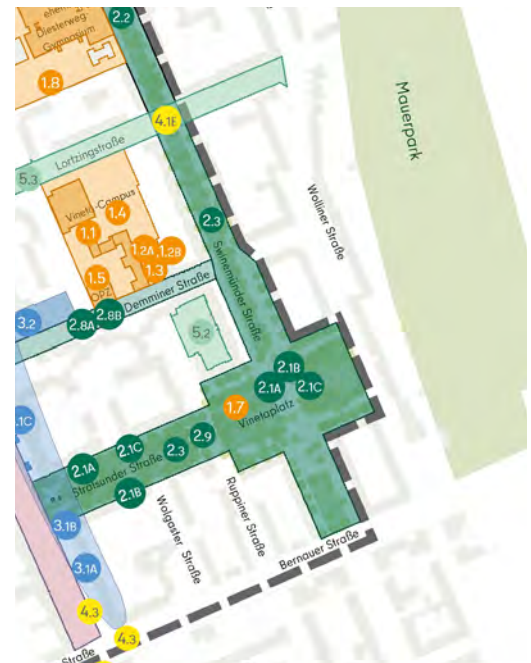 ehem.
Diesterweg-
Gymnasium
2.2
1.8
4.1E
Lortzingstraße
5.3
Mauerpark
Vineta-Campus
1.4
1.1
2.3
Wolliner Straße
1.2A
1.2B
1.3
1.5
OPZ
Swinemünder Straße
Demminer Straße
3.2
2.8A
2.8B
5.2
2.1B
2.1A
2.1C
1.7
Vinetaplatz
.1C
2.1A
2.1C
2.3
2.9
Stralsunder Straße
2.1B
3.1B
Wolgaster Straße
Ruppiner Straße
3.1A
Bernauer Straße
4.3
4.3
Straße